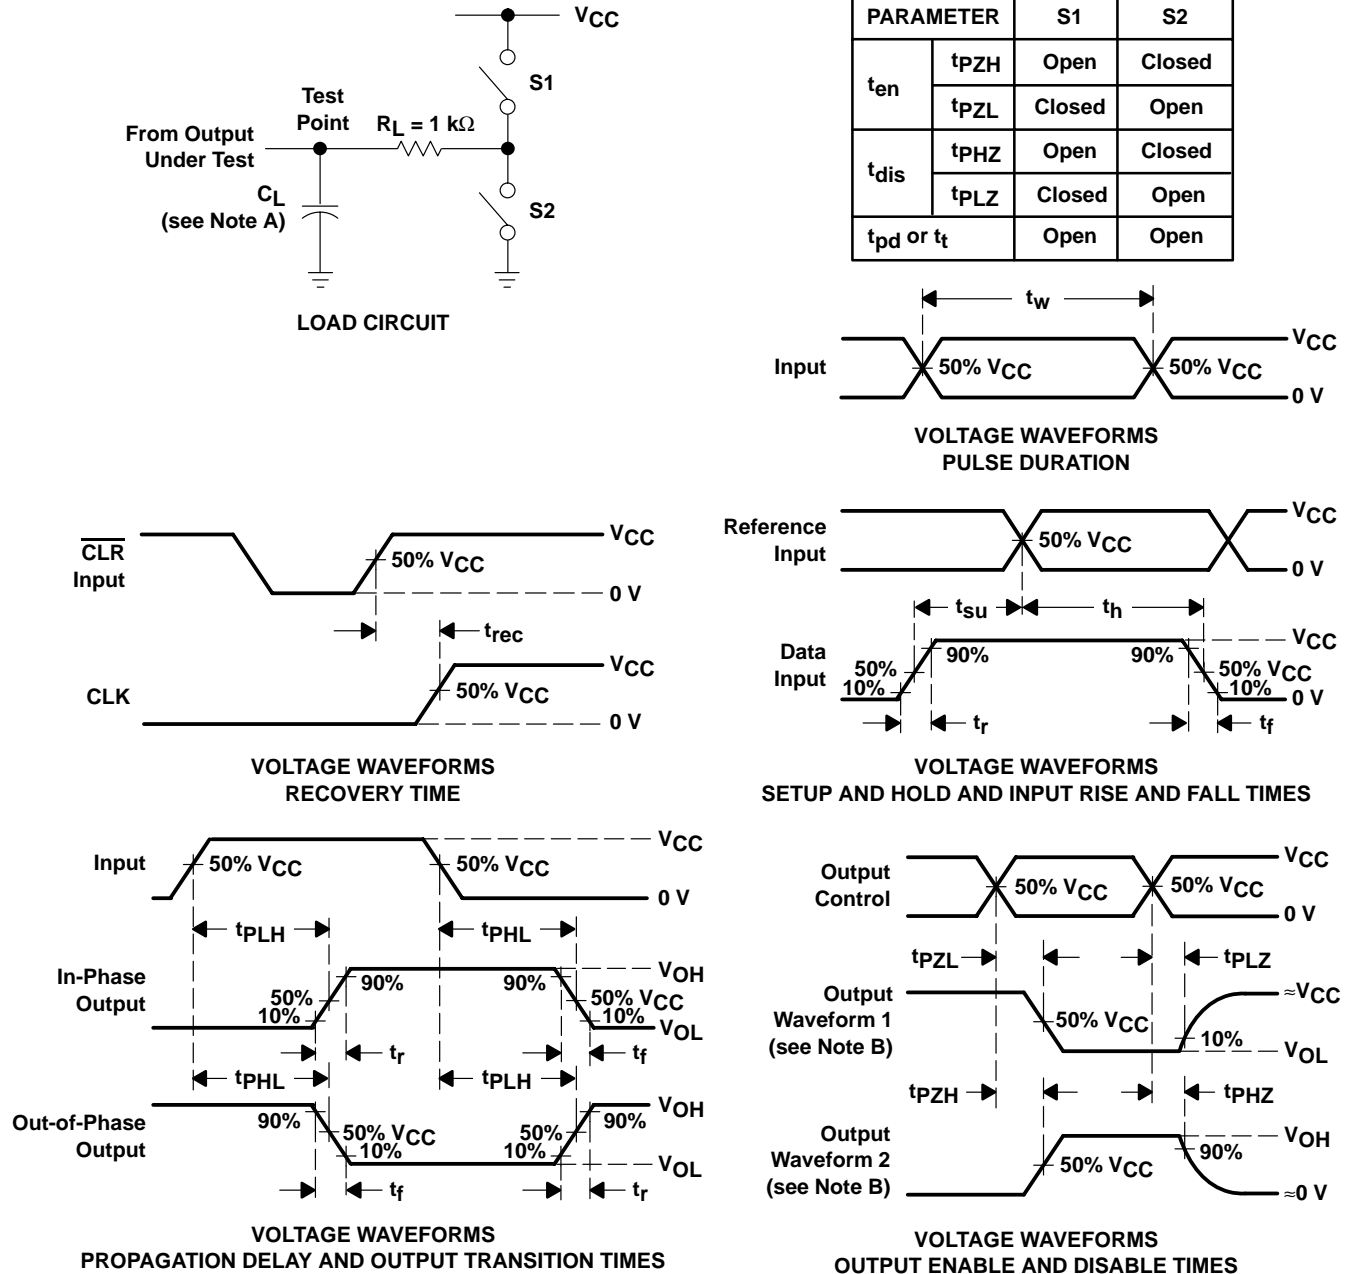 VCC
S1
Test
Point
RL = 1 kΩ
From Output
Under Test
CL
(see Note A)
S2
LOAD CIRCUIT
PARAMETER S1 S2
ten tPZH Open Closed
tPZL Closed Open
tdis tPHZ Open Closed
tPLZ Closed Open
tpd or tt Open Open
tw
Input 50% VCC 50% VCC VCC
0 V
VOLTAGE WAVEFORMS
PULSE DURATION
CLR
Input
50% VCC
VCC
0 V
trec
CLK
50% VCC
VCC
0 V
VOLTAGE WAVEFORMS
RECOVERY TIME
Reference
Input
50% VCC
VCC
0 V
tsu th
Data
Input
50%
10%
90% 90%
VCC
50% VCC
10%
0 V
tr tf
VOLTAGE WAVEFORMS
SETUP AND HOLD AND INPUT RISE AND FALL TIMES
Input
50% VCC 50% VCC
VCC
0 V
tPLH tPHL
In-Phase
Output
50%
10%
90% 90%
VOH
50% VCC
10%
VOL
tr tf
tPHL tPLH
Out-of-Phase
Output
90%
50% VCC
10%
50%
10%
90%
VOH
VOL
tf tr
VOLTAGE WAVEFORMS
PROPAGATION DELAY AND OUTPUT TRANSITION TIMES
Output
Control
50% VCC 50% VCC
VCC
0 V
tPZL tPLZ
Output
Waveform 1
(see Note B)
50% VCC
10%
≈VCC
VOL
tPZH tPHZ
Output
Waveform 2
(see Note B)
50% VCC
90%
VOH
≈0 V
VOLTAGE WAVEFORMS
OUTPUT ENABLE AND DISABLE TIMES